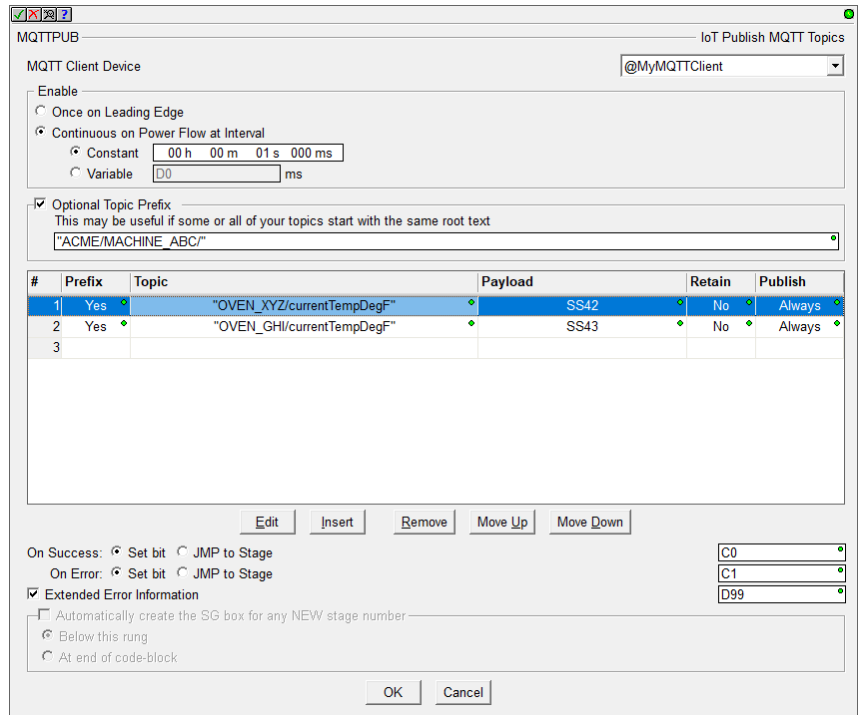 ?
MQTTPUB IoT Publish MQTT Topics
MQTT Client Device @MyMQTTClient
Enable
Once on Leading Edge
Continuous on Power Flow at Interval
Constant 00 h 00 m 01 s 000 ms
Variable D0 ms
Optional Topic Prefix
This may be useful if some or all of your topics start with the same root text
"ACME/MACHINE_ABC/"
# Prefix Topic Payload Retain Publish
1 Yes "OVEN_XYZ/currentTempDegF" SS42 No Always
2 Yes "OVEN_GHI/currentTempDegF" SS43 No Always
3
Edit Insert Remove Move Up Move Down
On Success: Set bit JMP to Stage C0
On Error: Set bit JMP to Stage C1
Extended Error Information D99
Automatically create the SG box for any NEW stage number
Below this rung
At end of code-block
OK Cancel